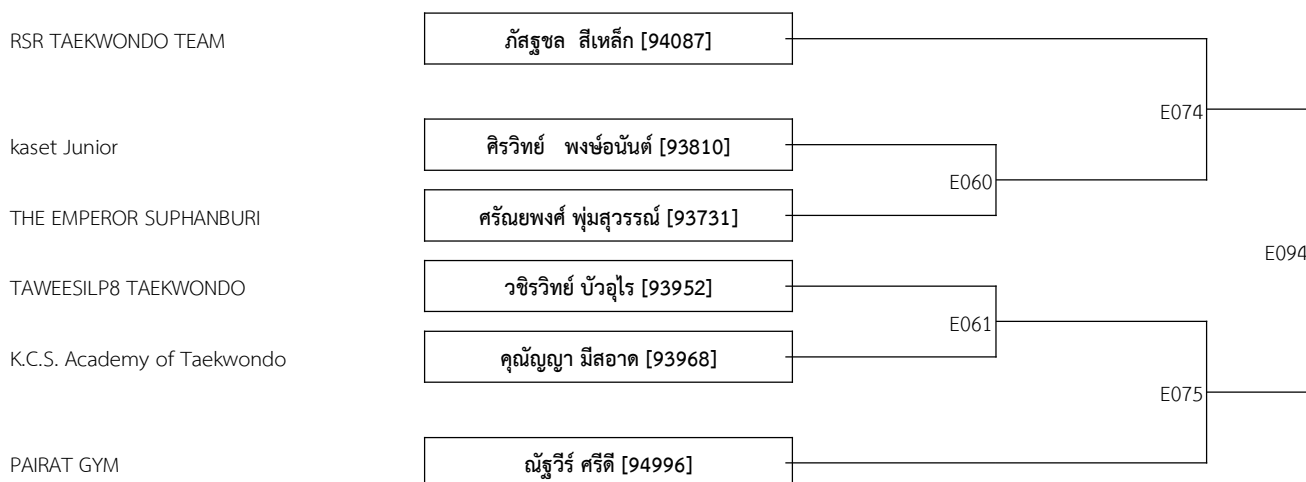 RSR TAEKWONDO TEAM ภัสฐชล สีเหล็ก [94087]
E074
kaset Junior ศิรวิทย์ พงษ์อนันต์ [93810]
E060
THE EMPEROR SUPHANBURI ศรัณยพงศ์ พุ่มสุวรรณ์ [93731]
E094
TAWEESILP8 TAEKWONDO วชิรวิทย์ บัวอุไร [93952]
E061
K.C.S. Academy of Taekwondo คุณัญญา มีสอาด [93968]
E075
PAIRAT GYM ณัฐวีร์ ศรีดี [94996]